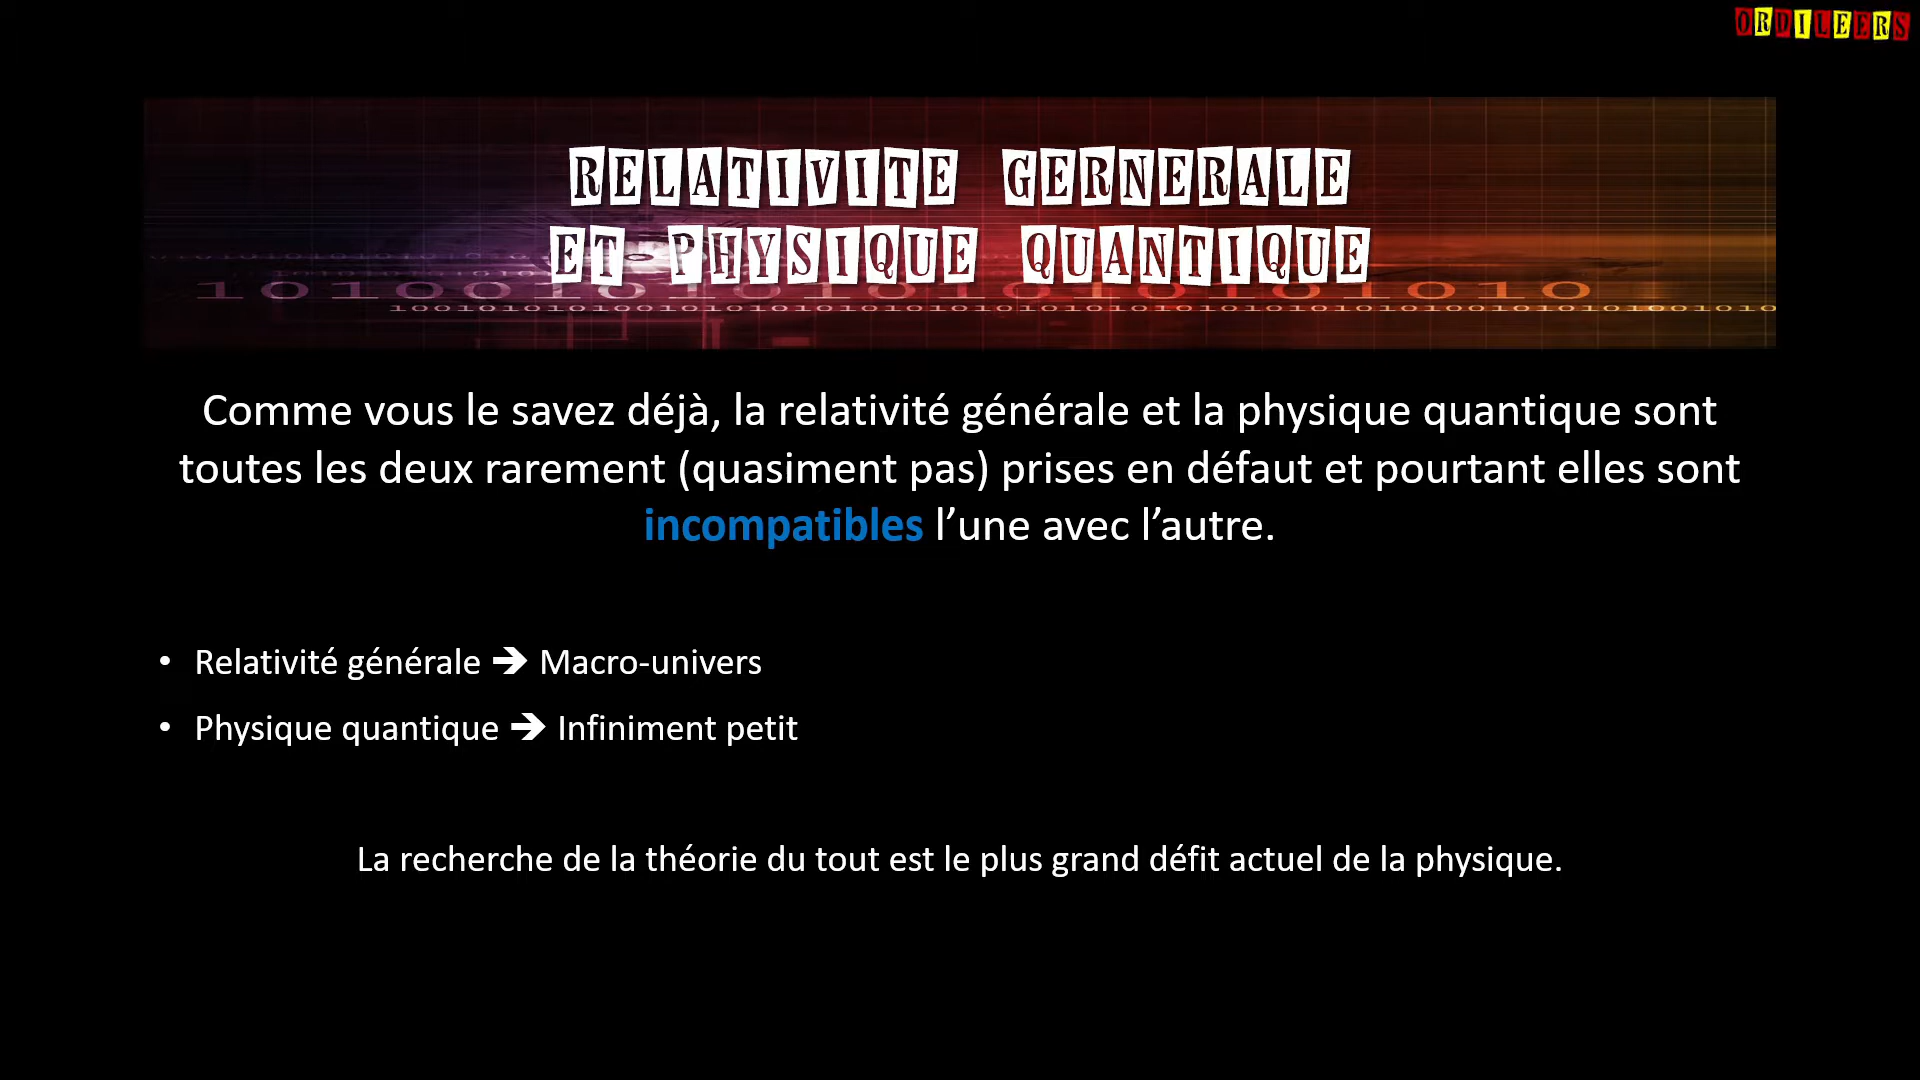 ORDILEERS
RELATIVITE GERNERALE
ET PHYSIQUE QUANTIQUE
Comme vous le savez déjà, la relativité générale et la physique quantique sont
toutes les deux rarement (quasiment pas) prises en défaut et pourtant elles sont
incompatibles l’une avec l’autre.
• Relativité générale ➔ Macro-univers
• Physique quantique ➔ Infiniment petit
La recherche de la théorie du tout est le plus grand défit actuel de la physique.